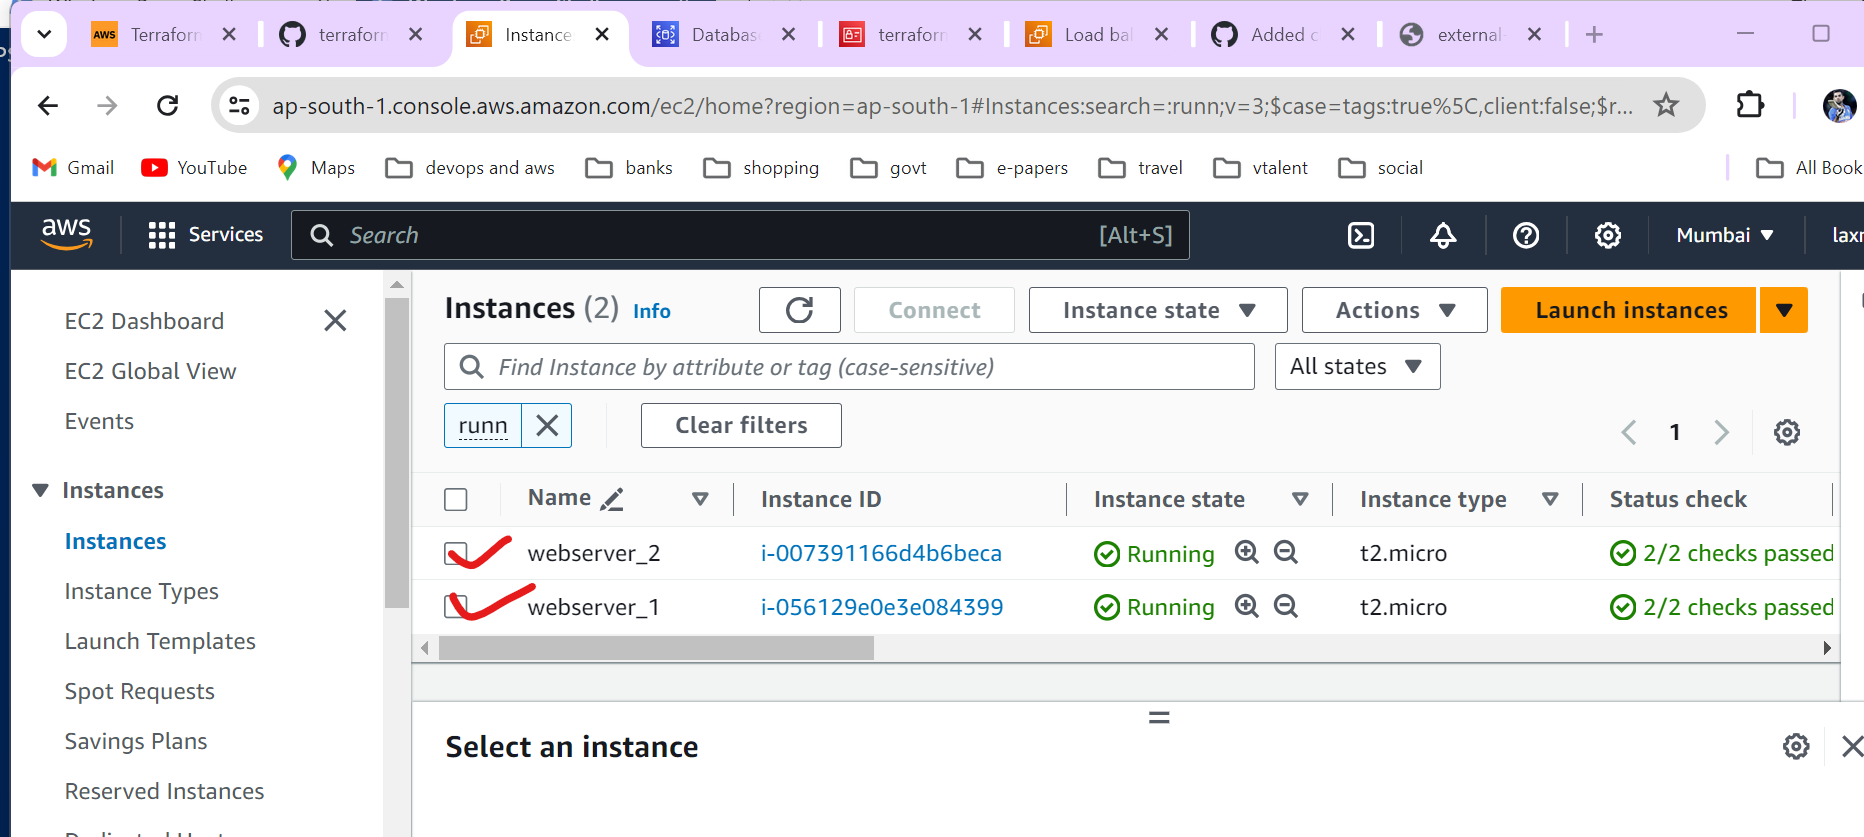 AWS Terraform
terraform
Instance
Databas
terraform
Load bal
Added c
external-
ap-south-1.console.aws.amazon.com/ec2/home?region=ap-south-1#Instances:search=:runn;v=3;$case=tags:true%5C,client:false;$r...
Gmail YouTube Maps devops and aws banks shopping govt e-papers travel vtalent social All Book
aws Services Search [Alt+S] Mumbai laxr
EC2 Dashboard
EC2 Global View
Events
Instances
Instances
Instance Types
Launch Templates
Spot Requests
Savings Plans
Reserved Instances
Instances (2) Info Connect Instance state Actions Launch instances
Find Instance by attribute or tag (case-sensitive) All states
runn Clear filters
1
Name Instance ID Instance state Instance type Status check
webserver_2 i-007391166d4b6beca Running t2.micro 2/2 checks passed
webserver_1 i-056129e0e3e084399 Running t2.micro 2/2 checks passed
Select an instance